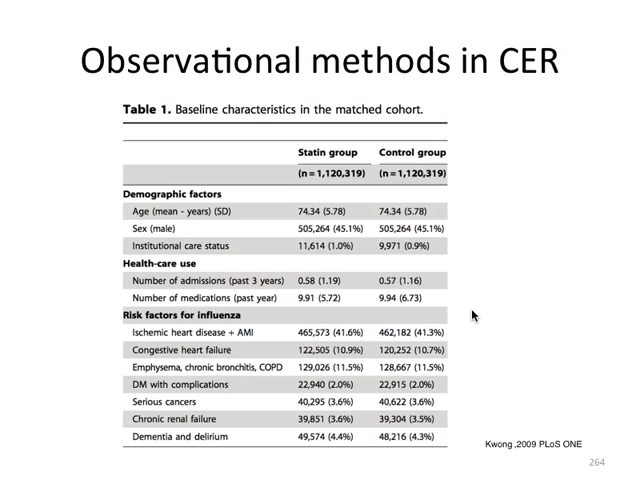 Observational methods in CER
Table 1. Baseline characteristics in the matched cohort.
Statin group Control group
(n = 1,120,319) (n = 1,120,319)
Demographic factors
Age (mean - years) (SD) 74.34 (5.78) 74.34 (5.78)
Sex (male) 505,264 (45.1%) 505,264 (45.1%)
Institutional care status 11,614 (1.0%) 9,971 (0.9%)
Health-care use
Number of admissions (past 3 years) 0.58 (1.19) 0.57 (1.16)
Number of medications (past year) 9.91 (5.72) 9.94 (6.73)
Risk factors for influenza
Ischemic heart disease + AMI 465,573 (41.6%) 462,182 (41.3%)
Congestive heart failure 122,505 (10.9%) 120,252 (10.7%)
Emphysema, chronic bronchitis, COPD 129,026 (11.5%) 128,667 (11.5%)
DM with complications 22,940 (2.0%) 22,915 (2.0%)
Serious cancers 40,295 (3.6%) 40,622 (3.6%)
Chronic renal failure 39,851 (3.6%) 39,304 (3.5%)
Dementia and delirium 49,574 (4.4%) 48,216 (4.3%)
Kwong ,2009 PLoS ONE
264